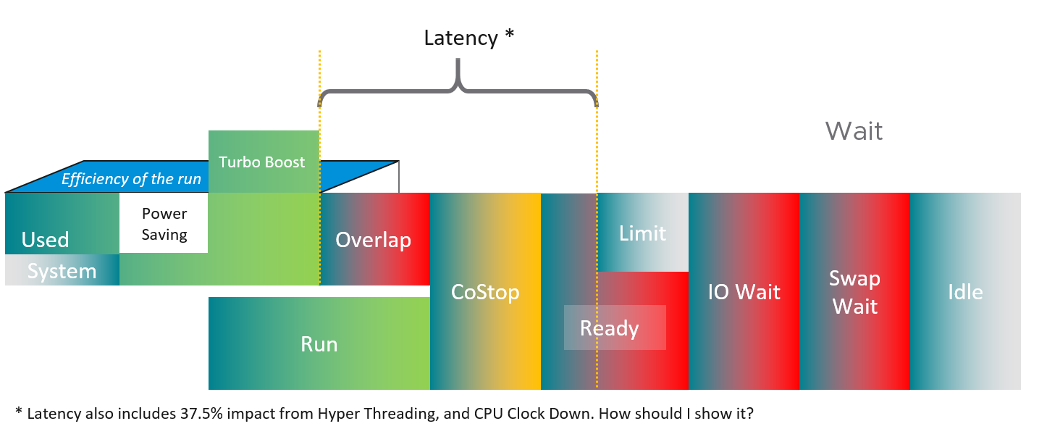 Latency *
Wait
Turbo Boost
Efficiency of the run
Power
Saving
Used
System
Overlap
Limit
CoStop
IO Wait
Swap
Wait
Idle
Ready
Run
* Latency also includes 37.5% impact from Hyper Threading, and CPU Clock Down. How should I show it?